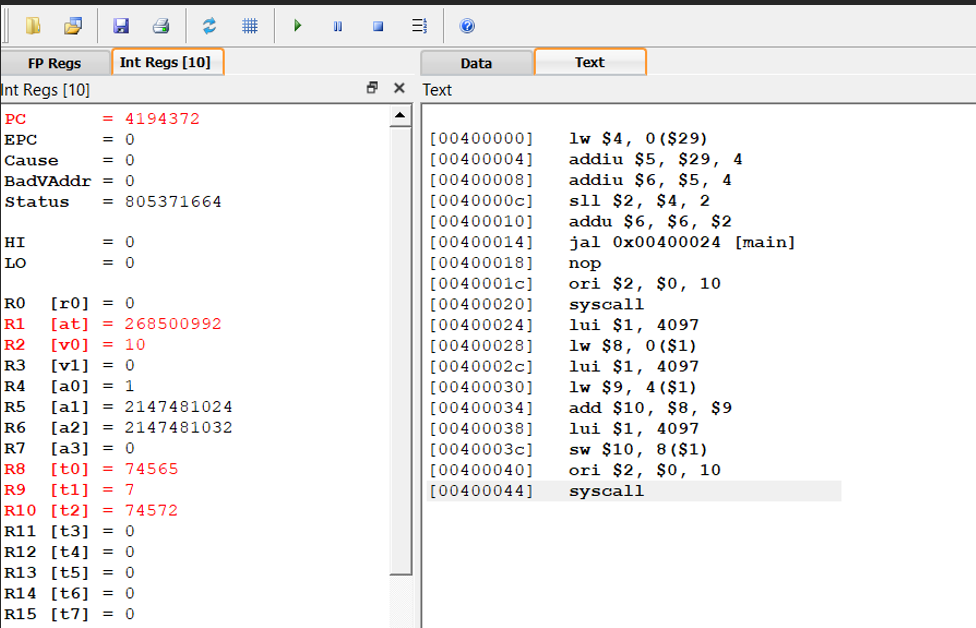 FP Regs
Int Regs [10]
Int Regs [10]
PC = 4194372
EPC = 0
Cause = 0
BadVAddr = 0
Status = 805371664
HI = 0
LO = 0
R0 [r0] = 0
R1 [at] = 268500992
R2 [v0] = 10
R3 [v1] = 0
R4 [a0] = 1
R5 [a1] = 2147481024
R6 [a2] = 2147481032
R7 [a3] = 0
R8 [t0] = 74565
R9 [t1] = 7
R10 [t2] = 74572
R11 [t3] = 0
R12 [t4] = 0
R13 [t5] = 0
R14 [t6] = 0
R15 [t7] = 0
Data
Text
Text
[00400000] lw $4, 0($29)
[00400004] addiu $5, $29, 4
[00400008] addiu $6, $5, 4
[0040000c] sll $2, $4, 2
[00400010] addu $6, $6, $2
[00400014] jal 0x00400024 [main]
[00400018] nop
[0040001c] ori $2, $0, 10
[00400020] syscall
[00400024] lui $1, 4097
[00400028] lw $8, 0($1)
[0040002c] lui $1, 4097
[00400030] lw $9, 4($1)
[00400034] add $10, $8, $9
[00400038] lui $1, 4097
[0040003c] sw $10, 8($1)
[00400040] ori $2, $0, 10
[00400044] syscall